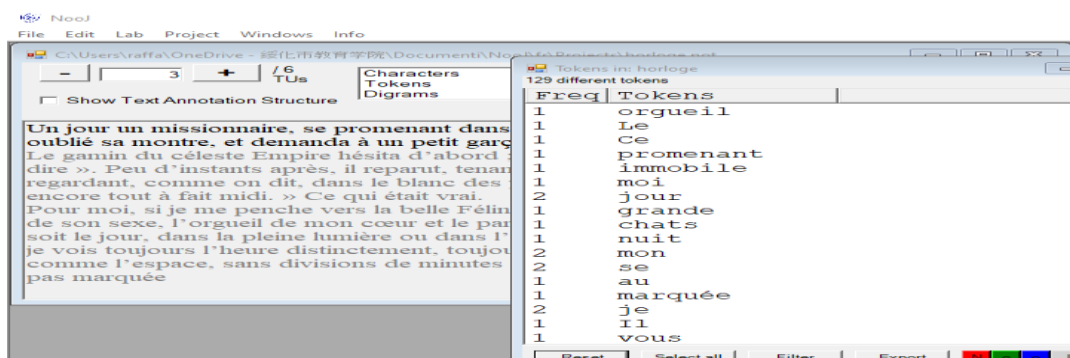 NooJ
File Edit Lab Project Windows Info
C:\Users\raffa\OneDrive - 绥化市教育学院\Documenti\Noo
- 3 + / 6 TUs
Show Text Annotation Structure
Characters
Tokens
Digrams
Un jour un missionnaire, se promenant dans
oublié sa montre, et demanda à un petit garç
Le gamin du céleste Empire hésita d'abord ;
dire ». Peu d'instants après, il reparut, tenan
regardant, comme on dit, dans le blanc des
encore tout à fait midi. » Ce qui était vrai.
Pour moi, si je me penche vers la belle Félin
de son sexe, l'orgueil de mon cœur et le par
soit le jour, dans la pleine lumière ou dans l'
je vois toujours l'heure distinctement, toujou
comme l'espace, sans divisions de minutes
pas marquée
Tokens in: horloge
129 different tokens
Freq Tokens
1 orgueil
1 Le
1 Ce
1 promenant
1 immobile
1 moi
2 jour
1 grande
1 chats
1 nuit
2 mon
2 se
1 au
1 marquée
2 je
1 Il
1 vous
Reset Select all Filter Export